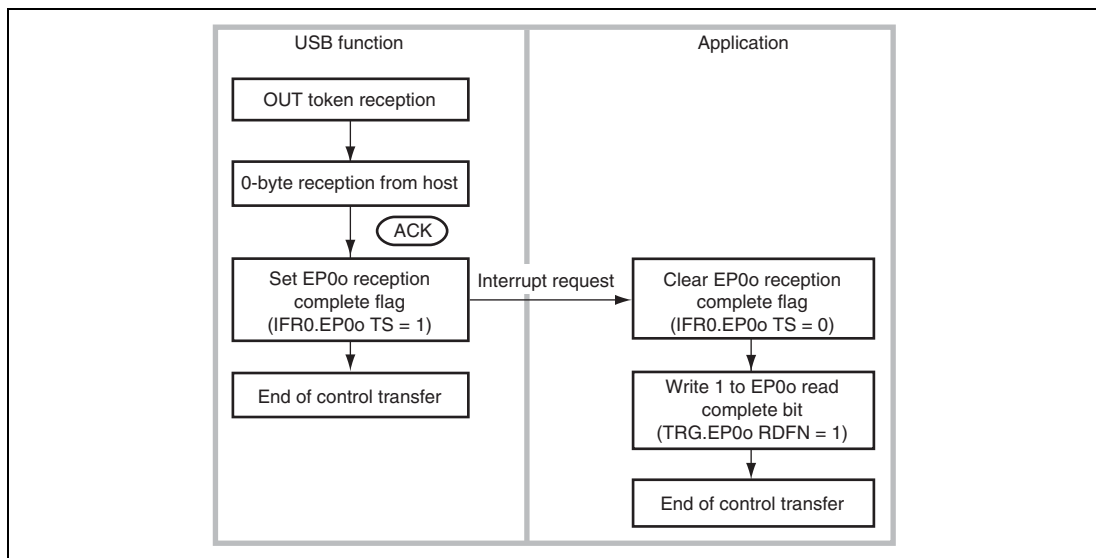 USB function
Application
OUT token reception
0-byte reception from host
ACK
Set EP0o reception
complete flag
(IFR0.EP0o TS = 1)
Interrupt request
Clear EP0o reception
complete flag
(IFR0.EP0o TS = 0)
End of control transfer
Write 1 to EP0o read
complete bit
(TRG.EP0o RDFN = 1)
End of control transfer